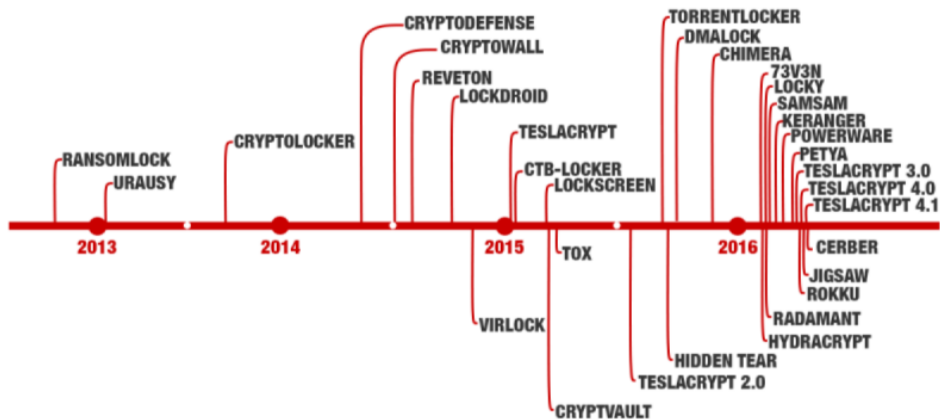 CRYPTODEFENSE
CRYPTOWALL
REVETON
LOCKDROID
CRYPTOLOCKER
RANSOMLOCK
URAUSY
TESLACRYPT
CTB-LOCKER
LOCKSCREEN
TORRENTLOCKER
DMALOCK
CHIMERA
73V3N
LOCKY
SAMSAM
KERANGER
POWERWARE
PETYA
TESLACRYPT 3.0
TESLACRYPT 4.0
TESLACRYPT 4.1
2013
2014
2015
2016
TOX
VIRLOCK
CRYPTVAULT
TESLACRYPT 2.0
HIDDEN TEAR
CERBER
JIGSAW
ROKKU
RADAMANT
HYDRACRYPT